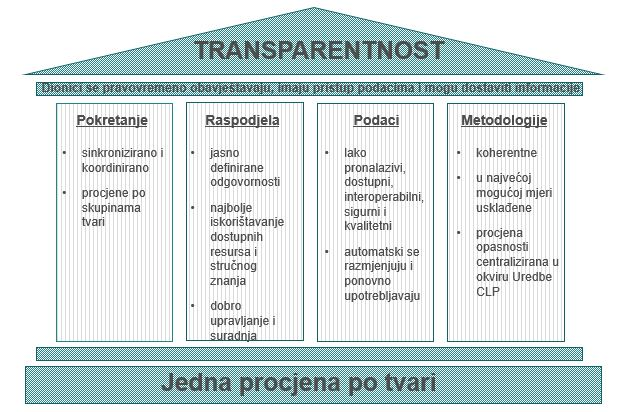 TRANSPARENTNOST
Dionici se pravovremeno obavještavaju, imaju pristup podacima i mogu dostaviti informacije
Pokretanje
• sinkronizirano i
koordinirano
• procjene po
skupinama
tvari
Raspodjela
• jasno
definirane
odgovornosti
• najbolje
iskorištavanje
dostupnih
resursa i
stručnog
znanja
• dobro
upravljanje i
suradnja
Podaci
• lako
pronalazivi,
dostupni,
interoperabilni,
sigurni i
kvalitetni
• automatski se
razmjenjuju i
ponovno
upotrebljavaju
Metodologije
• koherentne
• u najvećoj
mogućoj mjeri
usklađene
• procjena
opasnosti
centralizirana u
okviru Uredbe
CLP
Jedna procjena po tvari